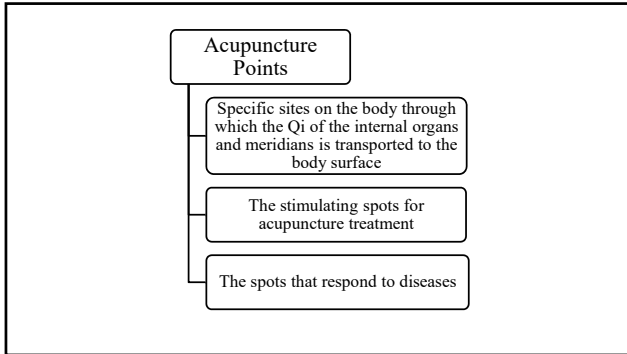 Acupuncture
Points
Specific sites on the body through
which the Qi of the internal organs
and meridians is transported to the
body surface
The stimulating spots for
acupuncture treatment
The spots that respond to diseases